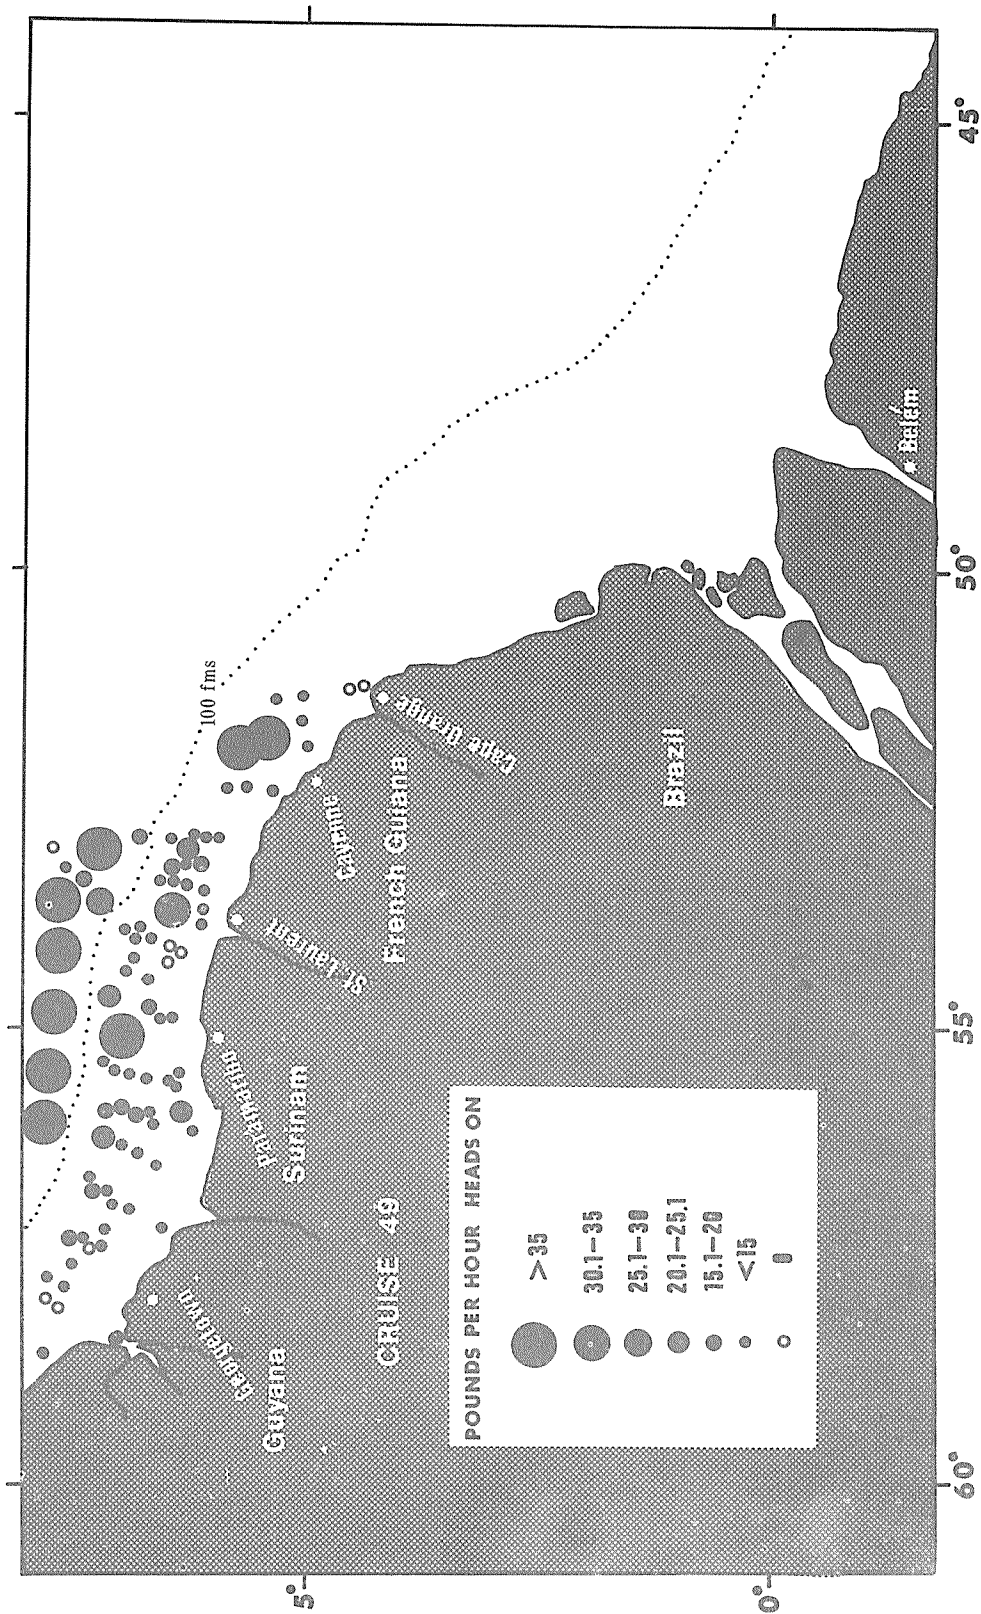 100 fms
Guyana
Georgetown
Surinam
Paramaribo
St. Laurent
French Guiana
Cayenne
Cape Orange
Brazil
Belém
CRUISE 49
POUNDS PER HOUR HEADS ON
>35
30.1–35
25.1–30
20.1–25.1
15.1–20
<15
0
5°
0°
60°
55°
50°
45°